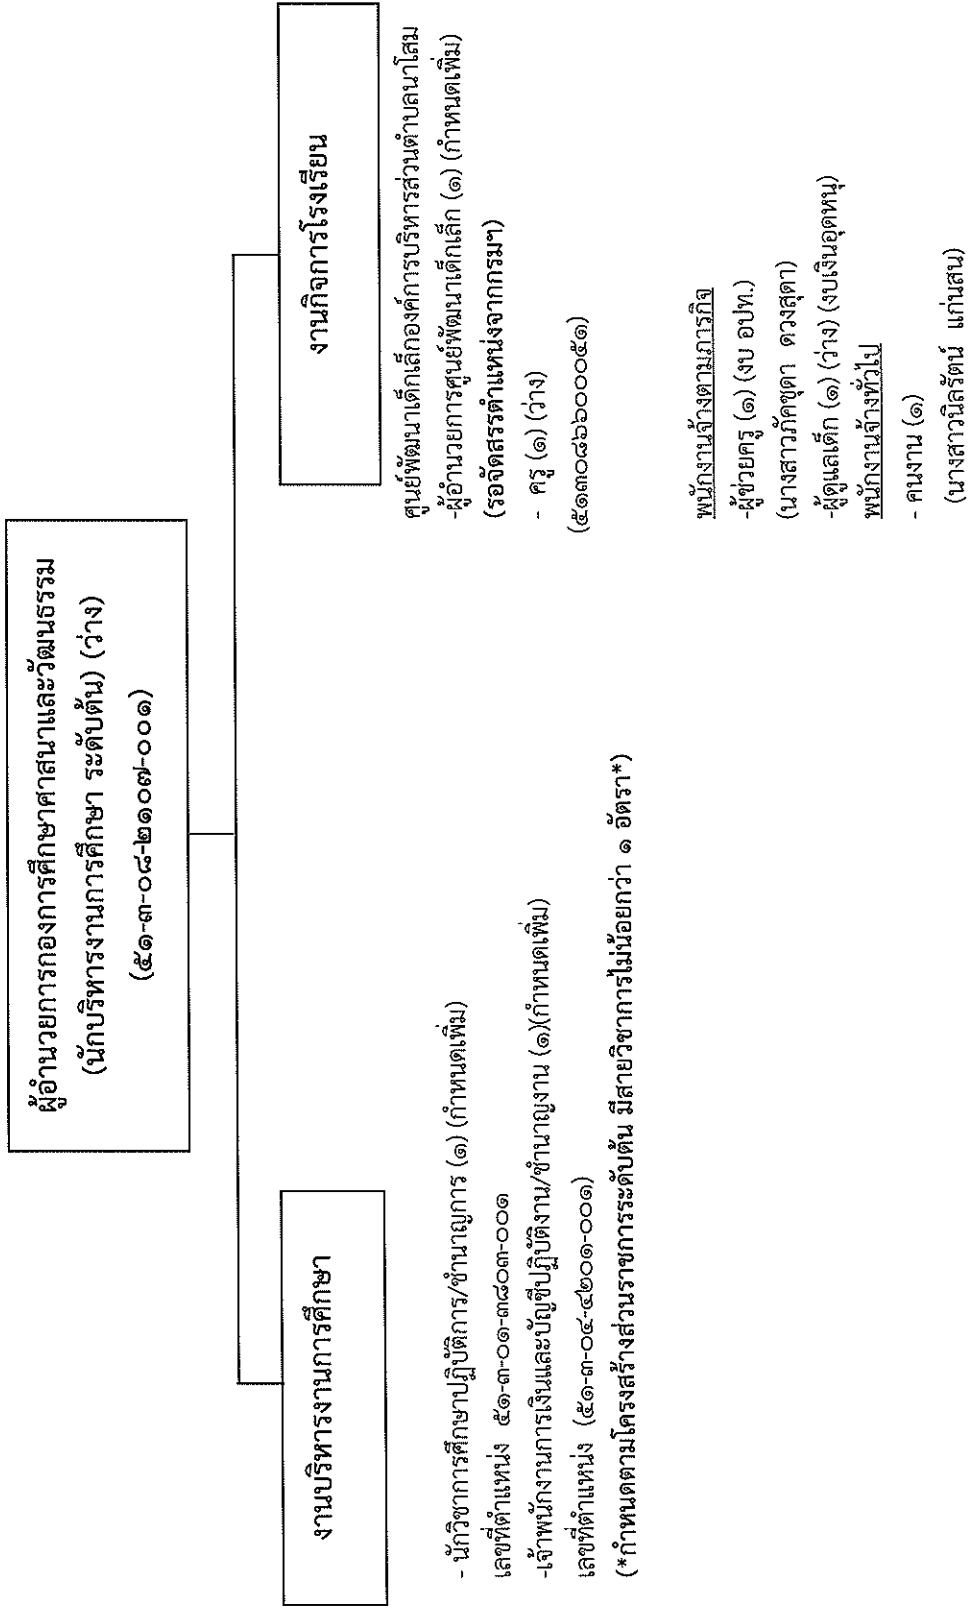 ผู้อำนวยการกองการศึกษาศาสนาและวัฒนธรรม
(นักบริหารงานการศึกษา ระดับต้น) (ว่าง)
(๕๑-๓-๐๘-๒๑๐๗-๐๐๑)
งานบริหารงานการศึกษา
- นักวิชาการศึกษาปฏิบัติการ/ชำนาญการ (๑) (กำหนดเพิ่ม)
เลขที่ตำแหน่ง ๕๑-๓-๐๑-๓๘๐๓-๐๐๑
-เจ้าพนักงานการเงินและบัญชีปฏิบัติงาน/ชำนาญงาน (๑)(กำหนดเพิ่ม)
เลขที่ตำแหน่ง (๕๑-๓-๐๔-๔๒๐๑-๐๐๑)
(*กำหนดตามโครงสร้างส่วนราชการระดับต้น มีสายวิชาการไม่น้อยกว่า ๑ อัตรา*)
งานกิจการโรงเรียน
ศูนย์พัฒนาเด็กเล็กองค์การบริหารส่วนตำบลนาโสม
-ผู้อำนวยการศูนย์พัฒนาเด็กเล็ก (๑) (กำหนดเพิ่ม)
(รอจัดสรรตำแหน่งจากกรมฯ)
- ครู (๑) (ว่าง)
(๕๑๓๐๘๖๖๐๐๐๕๑)
พนักงานจ้างตามภารกิจ
-ผู้ช่วยครู (๑) (งบ อปท.)
(นางสาวภัคชุดา ดวงสุดา)
-ผู้ดูแลเด็ก (๑) (ว่าง) (งบเงินอุดหนุ)
พนักงานจ้างทั่วไป
- คนงาน (๑)
(นางสาวนิลรัตน์ แก่นสน)